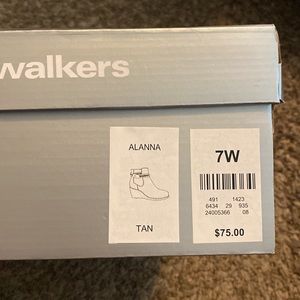 walkers
ALANNA
TAN
7W
491 1423
6434 29 935
24005366 08
$75.00